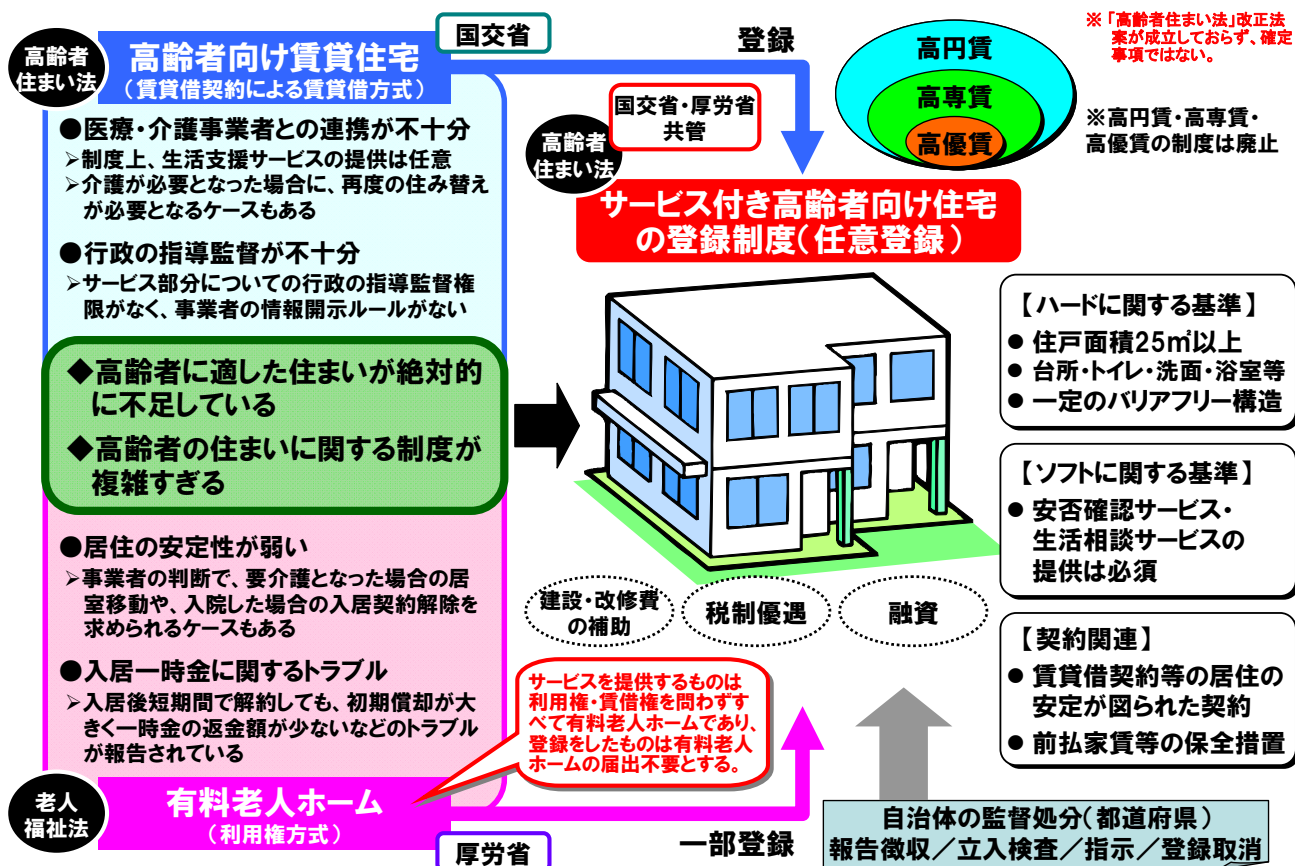 高齢者
住まい法
高齢者向け賃貸住宅
(賃貸借契約による賃貸借方式)
国交省
●医療・介護事業者との連携が不十分
➢制度上、生活支援サービスの提供は任意
➢介護が必要となった場合に、再度の住み替え
が必要となるケースもある
●行政の指導監督が不十分
➢サービス部分についての行政の指導監督権
限がなく、事業者の情報開示ルールがない
◆高齢者に適した住まいが絶対的
に不足している
◆高齢者の住まいに関する制度が
複雑すぎる
●居住の安定性が弱い
➢事業者の判断で、要介護となった場合の居
室移動や、入院した場合の入居契約解除を
求められるケースもある
●入居一時金に関するトラブル
➢入居後短期間で解約しても、初期償却が大
きく一時金の返金額が少ないなどのトラブル
が報告されている
老人
福祉法
有料老人ホーム
(利用権方式)
厚労省
登録
国交省・厚労省
共管
高齢者
住まい法
高円賃
高専賃
高優賃
※「高齢者住まい法」改正法
案が成立しておらず、確定
事項ではない。
※高円賃・高専賃・
高優賃の制度は廃止
サービス付き高齢者向け住宅
の登録制度(任意登録)
建設・改修費
の補助
税制優遇
融資
サービスを提供するものは
利用権・賃借権を問わずす
べて有料老人ホームであり、
登録をしたものは有料老人
ホームの届出不要とする。
一部登録
【ハードに関する基準】
● 住戸面積25㎡以上
● 台所・トイレ・洗面・浴室等
● 一定のバリアフリー構造
【ソフトに関する基準】
● 安否確認サービス・
生活相談サービスの
提供は必須
【契約関連】
● 賃貸借契約等の居住の
安定が図られた契約
● 前払家賃等の保全措置
自治体の監督処分(都道府県)
報告徴収/立入検査/指示/登録取消